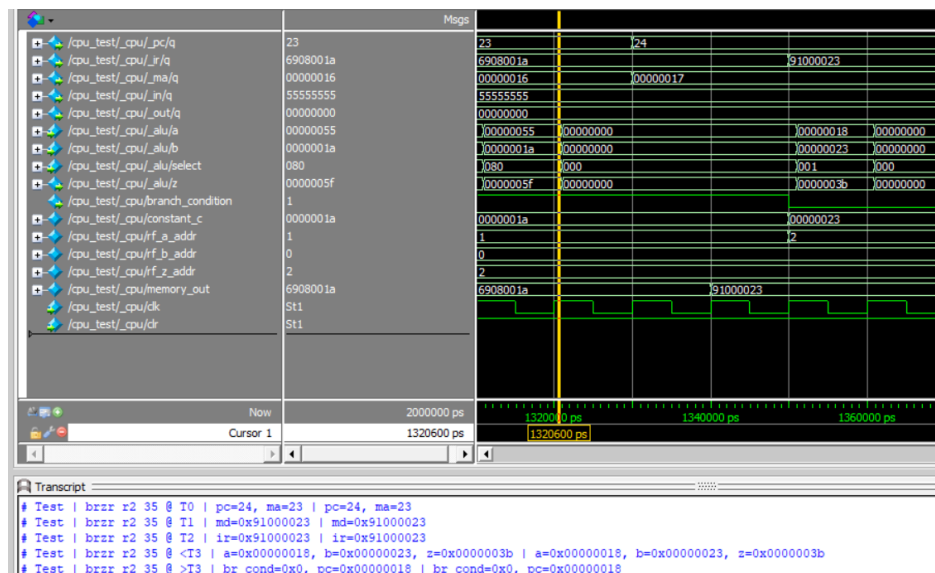 Msgs
/cpu_test/_cpu/_pc/q 23 23 24
/cpu_test/_cpu/_ir/q 6908001a 6908001a 91000023
/cpu_test/_cpu/_ma/q 00000016 00000016 00000017
/cpu_test/_cpu/_in/q 55555555 55555555
/cpu_test/_cpu/_out/q 00000000 00000000
/cpu_test/_cpu/_alu/a 00000055 00000055 00000000 00000018 00000000
/cpu_test/_cpu/_alu/b 0000001a 0000001a 00000000 00000023 00000000
/cpu_test/_cpu/_alu/select 080 080 000 001 000
/cpu_test/_cpu/_alu/z 0000005f 0000005f 00000000 0000003b 00000000
/cpu_test/_cpu/branch_condition 1
/cpu_test/_cpu/constant_c 0000001a 0000001a 00000023
/cpu_test/_cpu/rf_a_addr 1 1 2
/cpu_test/_cpu/rf_b_addr 0 0
/cpu_test/_cpu/rf_z_addr 2 2
/cpu_test/_cpu/memory_out 6908001a 6908001a 91000023
/cpu_test/_cpu/clk St1
/cpu_test/_cpu/clr St1
Now 2000000 ps 1320000 ps 1340000 ps 1360000 ps
Cursor 1 1320600 ps 1320600 ps
Transcript
# Test | brzr r2 35 @ T0 | pc=24, ma=23 | pc=24, ma=23
# Test | brzr r2 35 @ T1 | md=0x91000023 | md=0x91000023
# Test | brzr r2 35 @ T2 | ir=0x91000023 | ir=0x91000023
# Test | brzr r2 35 @ <T3 | a=0x00000018, b=0x00000023, z=0x0000003b | a=0x00000018, b=0x00000023, z=0x0000003b
# Test | brzr r2 35 @ >T3 | br_cond=0x0, pc=0x00000018 | br_cond=0x0, pc=0x00000018